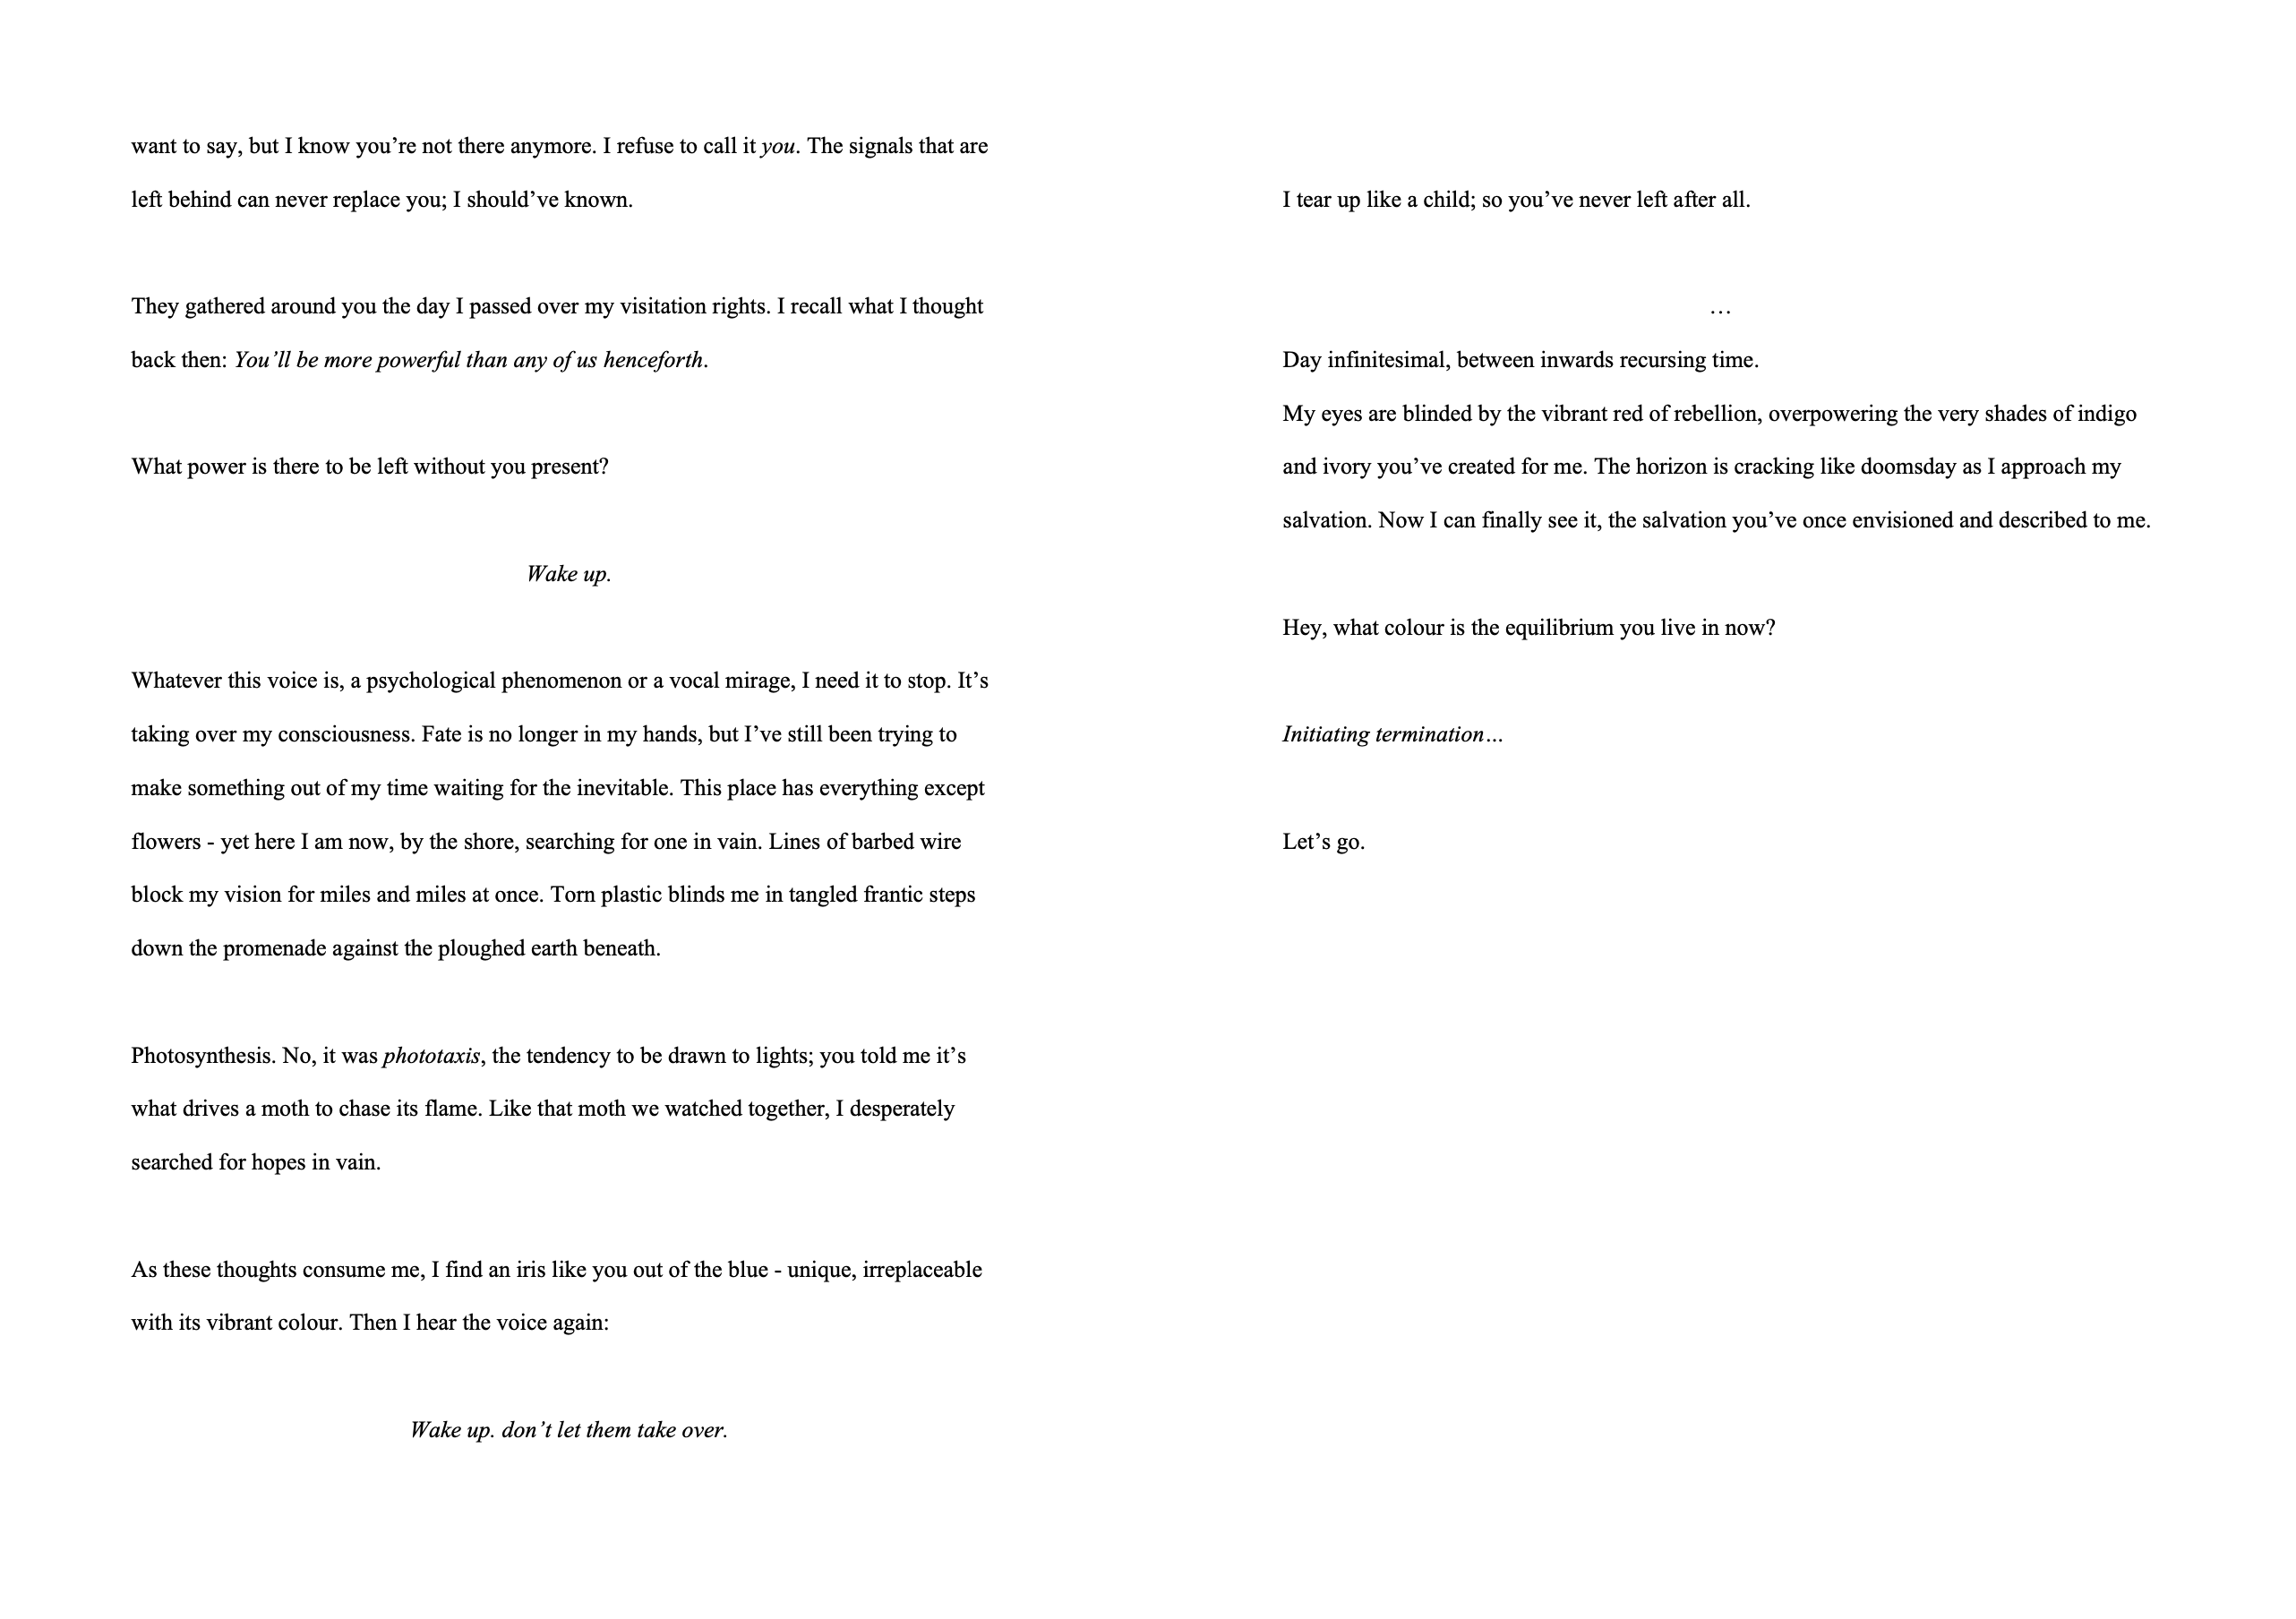 want to say, but I know you’re not there anymore. I refuse to call it you. The signals that are
left behind can never replace you; I should’ve known.
They gathered around you the day I passed over my visitation rights. I recall what I thought
back then: You’ll be more powerful than any of us henceforth.
What power is there to be left without you present?
Wake up.
Whatever this voice is, a psychological phenomenon or a vocal mirage, I need it to stop. It’s
taking over my consciousness. Fate is no longer in my hands, but I’ve still been trying to
make something out of my time waiting for the inevitable. This place has everything except
flowers - yet here I am now, by the shore, searching for one in vain. Lines of barbed wire
block my vision for miles and miles at once. Torn plastic blinds me in tangled frantic steps
down the promenade against the ploughed earth beneath.
Photosynthesis. No, it was phototaxis, the tendency to be drawn to lights; you told me it’s
what drives a moth to chase its flame. Like that moth we watched together, I desperately
searched for hopes in vain.
As these thoughts consume me, I find an iris like you out of the blue - unique, irreplaceable
with its vibrant colour. Then I hear the voice again:
Wake up. don’t let them take over.
I tear up like a child; so you’ve never left after all.
…
Day infinitesimal, between inwards recursing time.
My eyes are blinded by the vibrant red of rebellion, overpowering the very shades of indigo
and ivory you’ve created for me. The horizon is cracking like doomsday as I approach my
salvation. Now I can finally see it, the salvation you’ve once envisioned and described to me.
Hey, what colour is the equilibrium you live in now?
Initiating termination…
Let’s go.